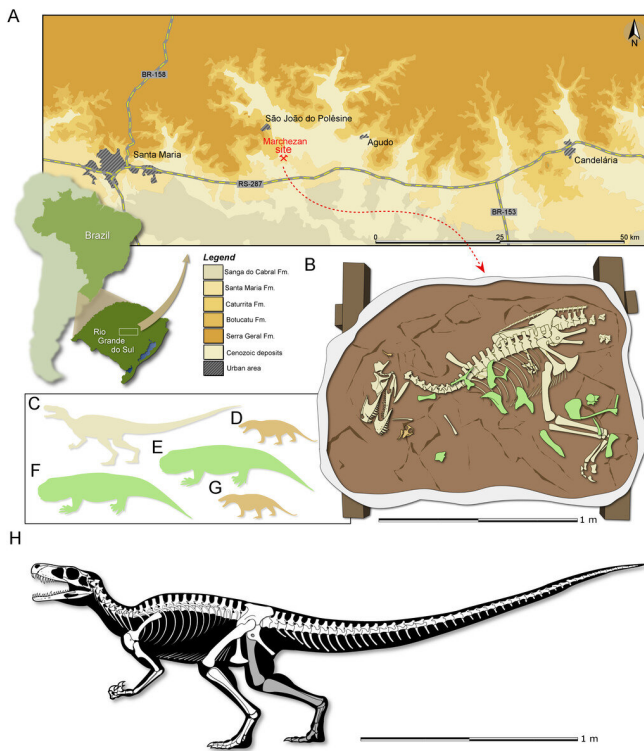 A
N
BR-158
São João do Polêsine
Marchezan
site
Agudo
Santa Maria
Candelária
RS-287
BR-153
0 25 50 km
Brazil
Rio
Grande
do Sul
Legend
Sanga do Cabral Fm.
Santa Maria Fm.
Caturrita Fm.
Botucatu Fm.
Serra Geral Fm.
Cenozoic deposits
Urban area
B
1 m
C
D
E
F
G
H
1 m